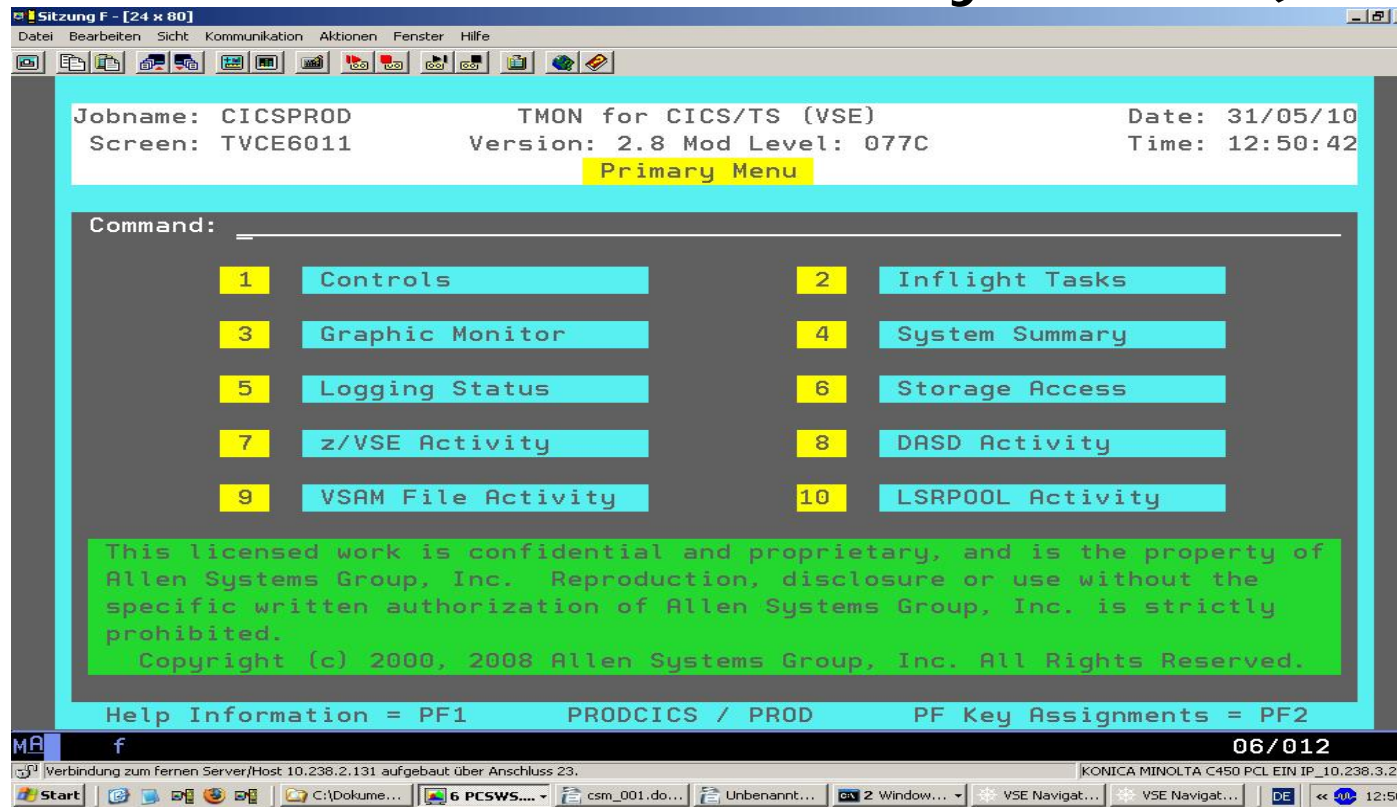 Sitzung F - [24 x 80]
Datei Bearbeiten Sicht Kommunikation Aktionen Fenster Hilfe
Jobname: CICSPROD TMON for CICS/TS (VSE) Date: 31/05/10
Screen: TVCE6011 Version: 2.8 Mod Level: 077C Time: 12:50:42
Primary Menu
Command: _
1 Controls 2 Inflight Tasks
3 Graphic Monitor 4 System Summary
5 Logging Status 6 Storage Access
7 z/VSE Activity 8 DASD Activity
9 VSAM File Activity 10 LSRPOOL Activity
This licensed work is confidential and proprietary, and is the property of
Allen Systems Group, Inc. Reproduction, disclosure or use without the
specific written authorization of Allen Systems Group, Inc. is strictly
prohibited.
Copyright (c) 2000, 2008 Allen Systems Group, Inc. All Rights Reserved.
Help Information = PF1 PRODCICS / PROD PF Key Assignments = PF2
MA f 06/012
Verbindung zum fernen Server/Host 10.238.2.131 aufgebaut über Anschluss 23. KONICA MINOLTA C450 PCL EIN IP_10.238.3.2
Start C:\Dokume... 6 PCSWS.... csm_001.do... Unbenannt... 2 Window... VSE Navigat... VSE Navigat... DE « 12:5